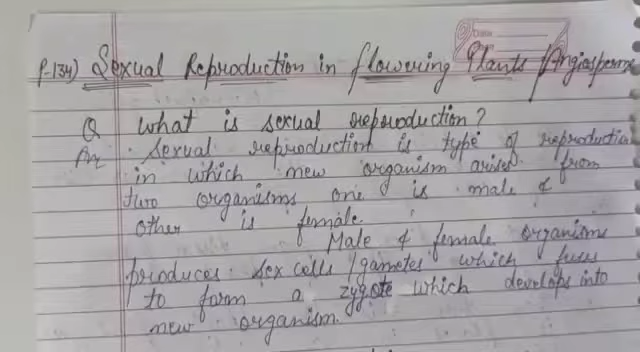 P-134) Sexual Reproduction in flowering Plants/Angiosperms
Q What is sexual reproduction?
An Sexual reproduction is type of reproduction
in which new organism arises from
two organisms one is male &
other is female.
Male & female organisms
produces sex cells/gametes which fuses
to form a zygote which develops into
new organism.